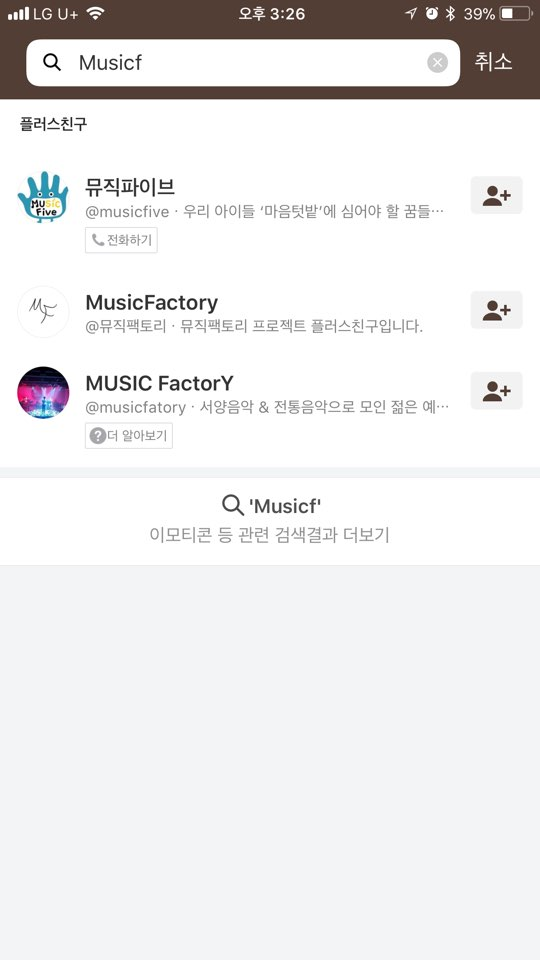 LG U+ 오후 3:26 39%
Musicf 취소
플러스친구
Music Five
뮤직파이브
@musicfive · 우리 아이들 ‘마음텃밭’에 심어야 할 꿈들…
전화하기
MF
MusicFactory
@뮤직팩토리 · 뮤직팩토리 프로젝트 플러스친구입니다.
MUSIC FactorY
@musicfatory · 서양음악 & 전통음악으로 모인 젊은 예…
?더 알아보기
'Musicf'
이모티콘 등 관련 검색결과 더보기